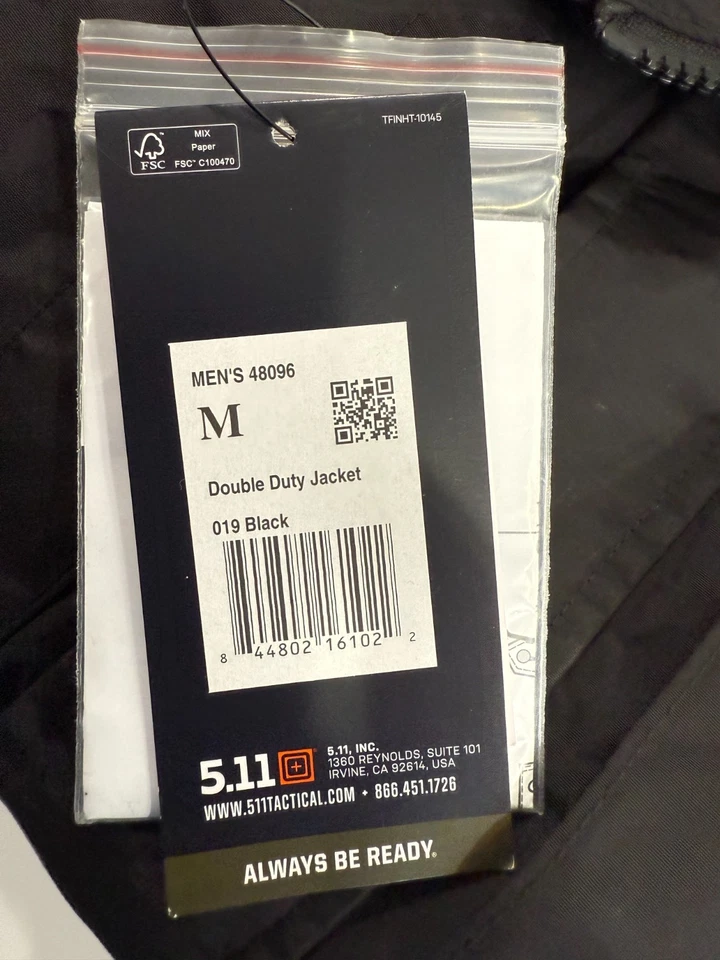 MIX
Paper
FSC™ C100470
FSC
TFINHT-10145
MEN'S 48096
M
Double Duty Jacket
019 Black
8 44802 16102 2
5.11® 
5.11, INC.
1360 REYNOLDS, SUITE 101
IRVINE, CA 92614, USA
WWW.511TACTICAL.COM • 866.451.1726
ALWAYS BE READY®